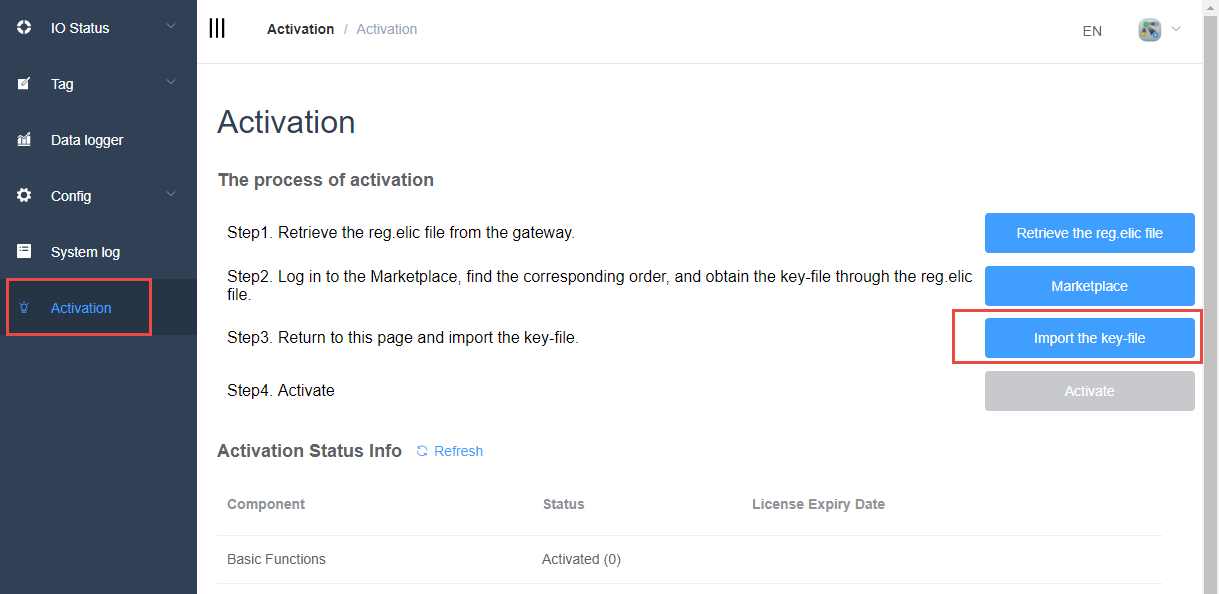 IO Status
Tag
Data logger
Config
System log
Activation
Activation / Activation
EN
Activation
The process of activation
Step1. Retrieve the reg.elic file from the gateway.
Retrieve the reg.elic file
Step2. Log in to the Marketplace, find the corresponding order, and obtain the key-file through the reg.elic
file.
Marketplace
Step3. Return to this page and import the key-file.
Import the key-file
Step4. Activate
Activate
Activation Status Info Refresh
Component Status License Expiry Date
Basic Functions Activated (0)